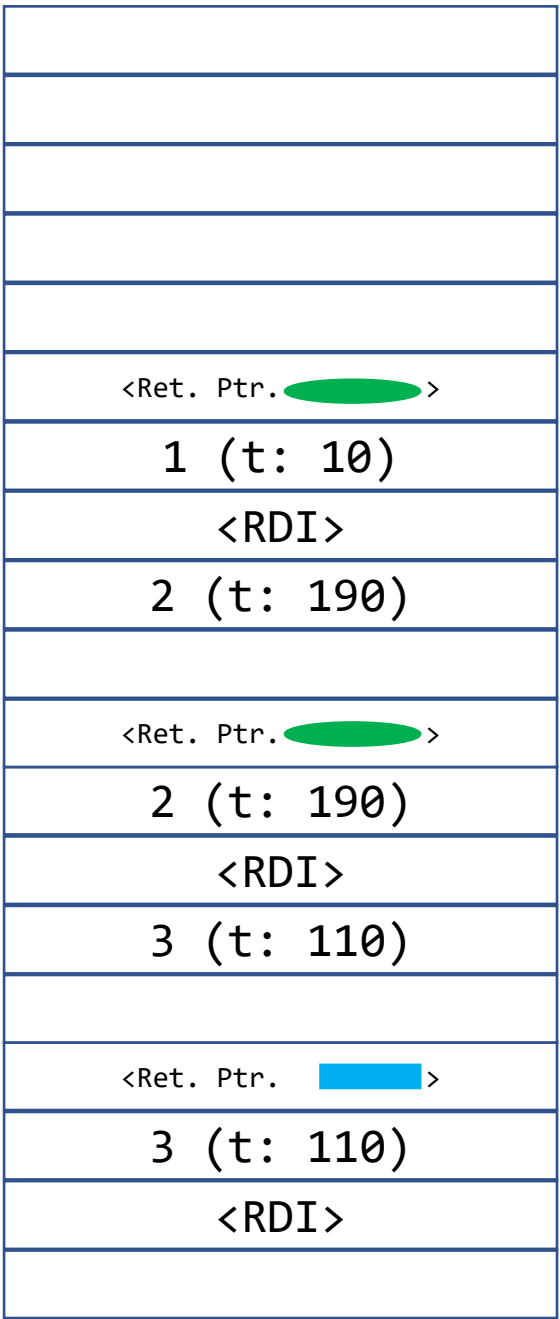 <Ret. Ptr. >
1 (t: 10)
<RDI>
2 (t: 190)
<Ret. Ptr. >
2 (t: 190)
<RDI>
3 (t: 110)
<Ret. Ptr. >
3 (t: 110)
<RDI>